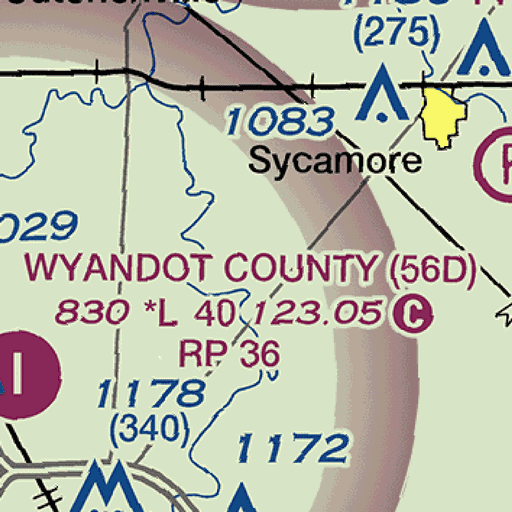 (275)
1083
Sycamore
R
029
WYANDOT COUNTY (56D)
830 *L 40 123.05 C
RP 36
1178
(340)
1172